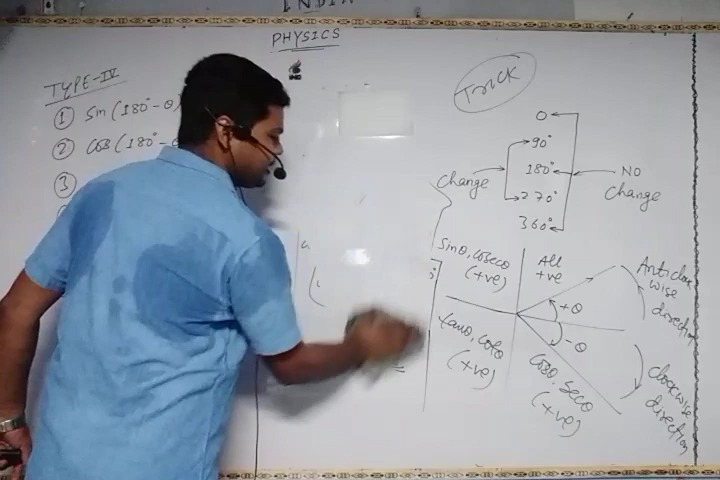 INDIA
PHYSICS
TYPE-IV
① Sin (180°-θ)
② cos (180°-
③
TRICK
0
90°
180°
270°
360°
Change
NO
Change
Sinθ, cosecθ
(+ve)
All
+ve
tanθ, cotθ
(+ve)
cosθ, secθ
(+ve)
+θ
-θ
Anticlock
wise
direction
clockwise
direction